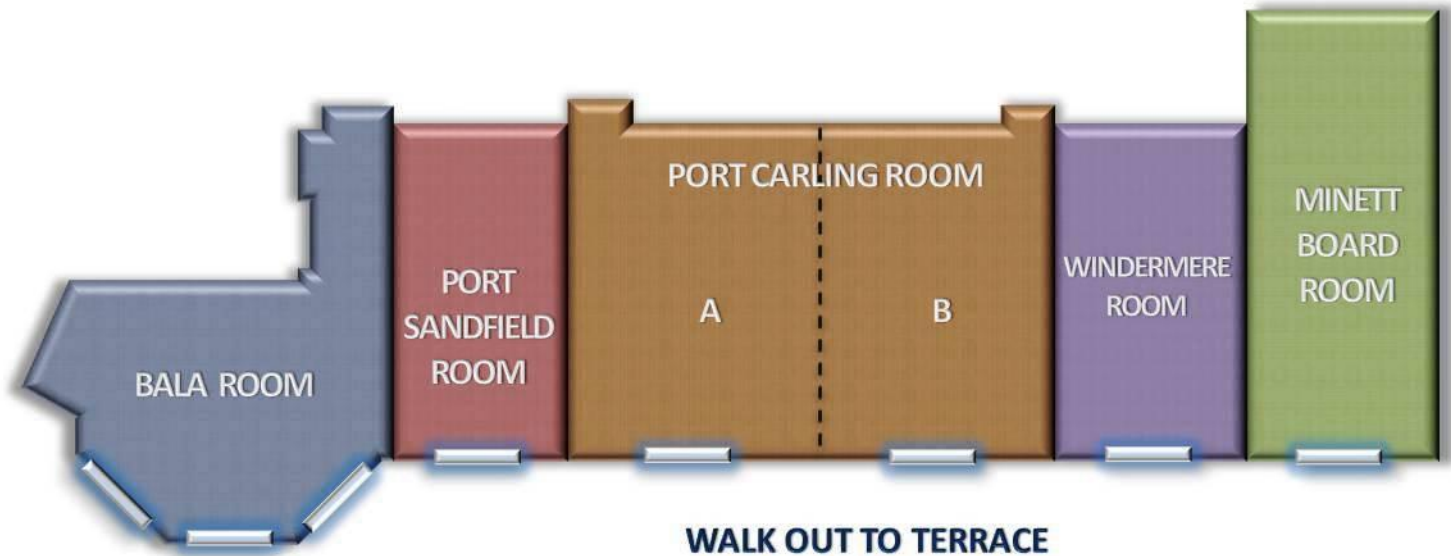 BALA ROOM
PORT
SANDFIELD
ROOM
PORT CARLING ROOM
A
B
WINDERMERE
ROOM
MINETT
BOARD
ROOM
WALK OUT TO TERRACE